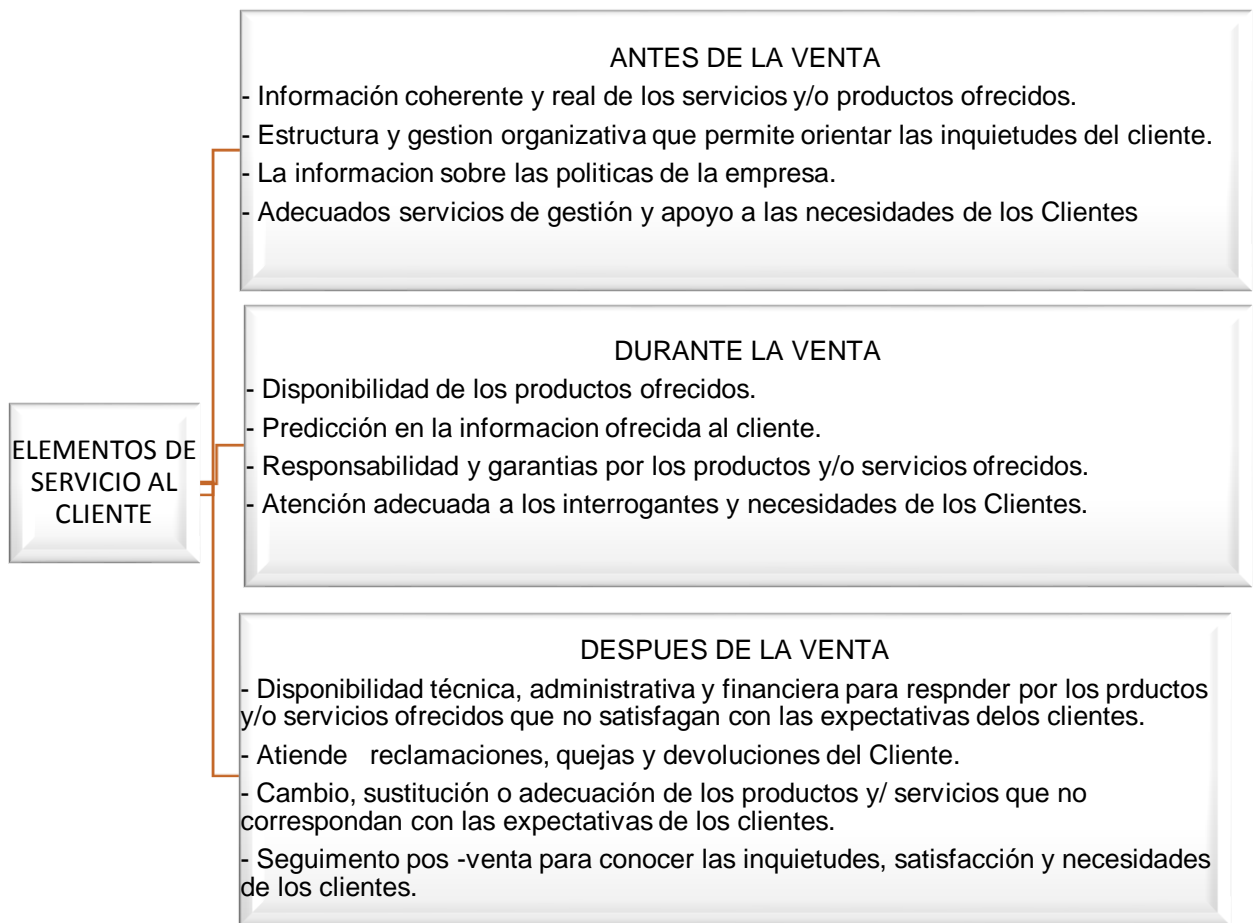 ELEMENTOS DE
SERVICIO AL
CLIENTE
ANTES DE LA VENTA
- Información coherente y real de los servicios y/o productos ofrecidos.
- Estructura y gestion organizativa que permite orientar las inquietudes del cliente.
- La informacion sobre las politicas de la empresa.
- Adecuados servicios de gestión y apoyo a las necesidades de los Clientes
DURANTE LA VENTA
- Disponibilidad de los productos ofrecidos.
- Predicción en la informacion ofrecida al cliente.
- Responsabilidad y garantias por los productos y/o servicios ofrecidos.
- Atención adecuada a los interrogantes y necesidades de los Clientes.
DESPUES DE LA VENTA
- Disponibilidad técnica, administrativa y financiera para respnder por los prductos
y/o servicios ofrecidos que no satisfagan con las expectativas delos clientes.
- Atiende reclamaciones, quejas y devoluciones del Cliente.
- Cambio, sustitución o adecuación de los productos y/ servicios que no
correspondan con las expectativas de los clientes.
- Seguimento pos -venta para conocer las inquietudes, satisfacción y necesidades
de los clientes.